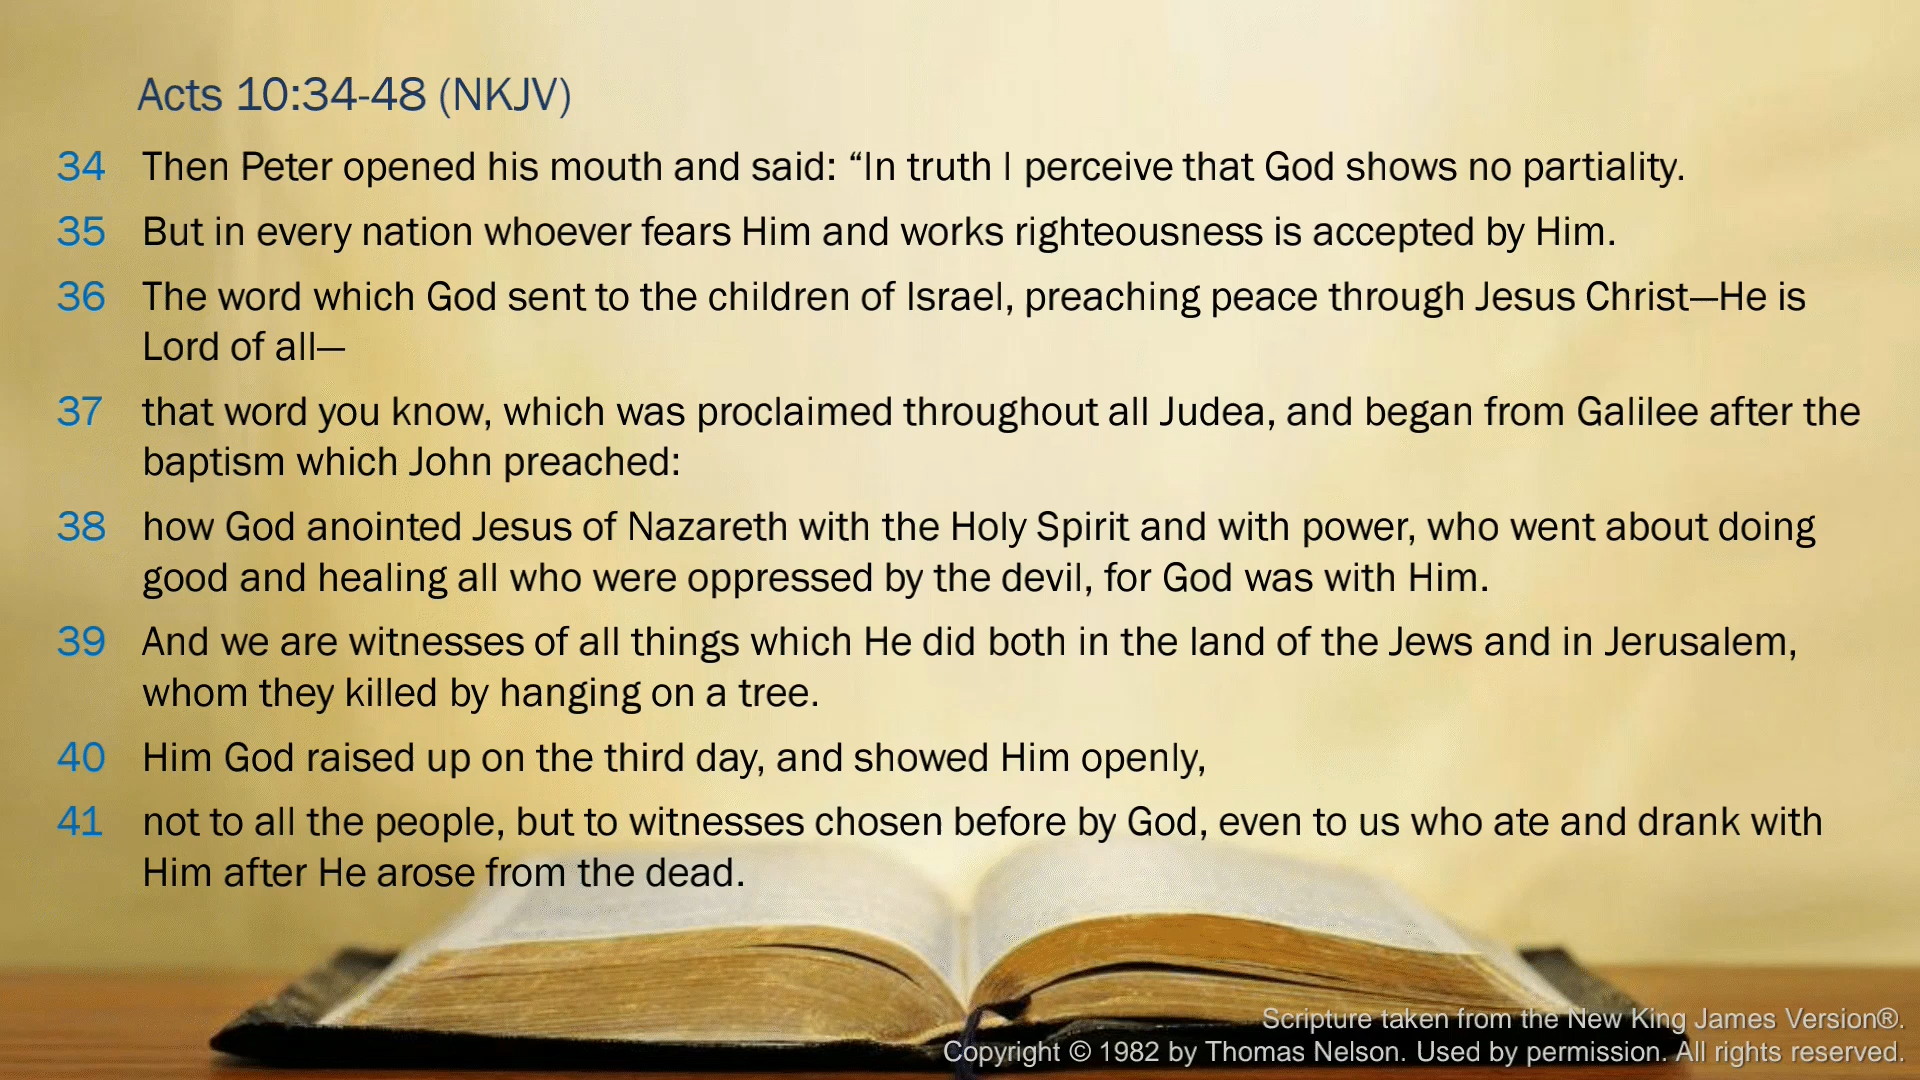 Acts 10:34-48 (NKJV)
34 Then Peter opened his mouth and said: “In truth I perceive that God shows no partiality.
35 But in every nation whoever fears Him and works righteousness is accepted by Him.
36 The word which God sent to the children of Israel, preaching peace through Jesus Christ—He is
Lord of all—
37 that word you know, which was proclaimed throughout all Judea, and began from Galilee after the
baptism which John preached:
38 how God anointed Jesus of Nazareth with the Holy Spirit and with power, who went about doing
good and healing all who were oppressed by the devil, for God was with Him.
39 And we are witnesses of all things which He did both in the land of the Jews and in Jerusalem,
whom they killed by hanging on a tree.
40 Him God raised up on the third day, and showed Him openly,
41 not to all the people, but to witnesses chosen before by God, even to us who ate and drank with
Him after He arose from the dead.
Scripture taken from the New King James Version®.
Copyright © 1982 by Thomas Nelson. Used by permission. All rights reserved.